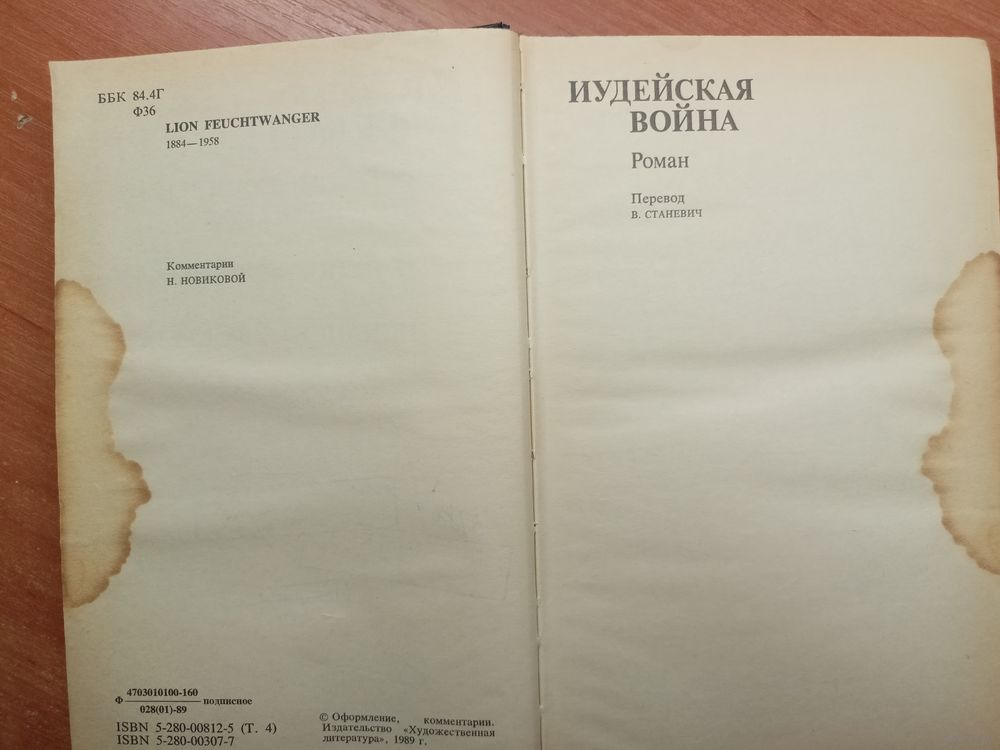 ББК 84.4Г
Ф36
LION FEUCHTWANGER
1884—1958
Комментарии
Н. НОВИКОВОЙ
Ф 4703010100-160 подписное
028(01)-89
ISBN 5-280-00812-5 (Т. 4)
ISBN 5-280-00307-7
© Оформление, комментарии.
Издательство «Художественная
литература», 1989 г.
ИУДЕЙСКАЯ
ВОЙНА
Роман
Перевод
В. СТАНЕВИЧ